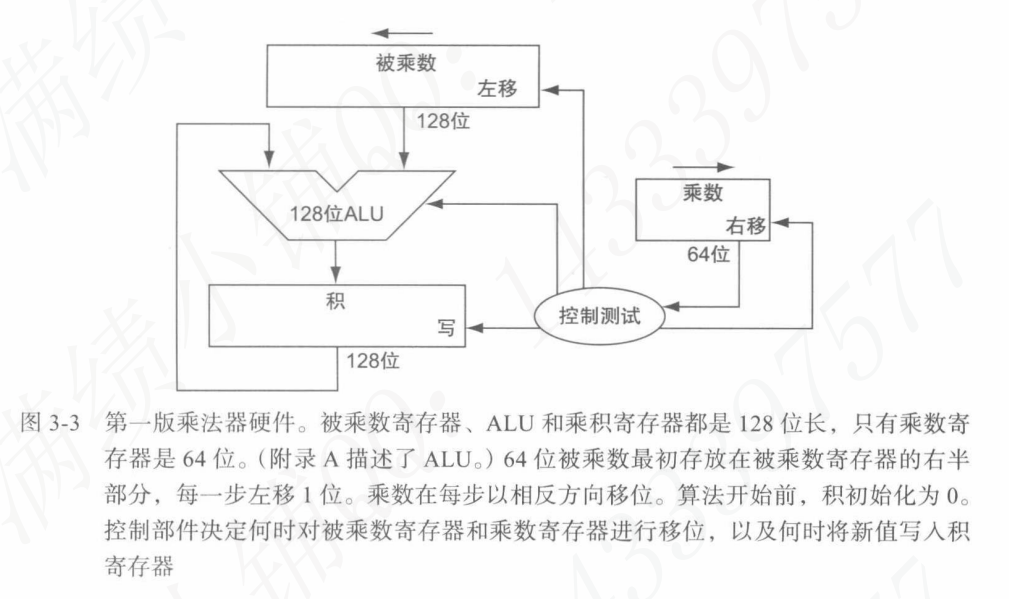 被乘数
左移
128位
乘数
128位ALU
右移
64位
积
控制测试
写
128位
图 3-3 第一版乘法器硬件。被乘数寄存器、ALU 和乘积寄存器都是 128 位长，只有乘数寄
存器是 64 位。（附录 A 描述了 ALU。）64 位被乘数最初存放在被乘数寄存器的右半
部分，每一步左移 1 位。乘数在每步以相反方向移位。算法开始前，积初始化为 0。
控制部件决定何时对被乘数寄存器和乘数寄存器进行移位，以及何时将新值写入积
寄存器
满绩小铺QQ：1433397577